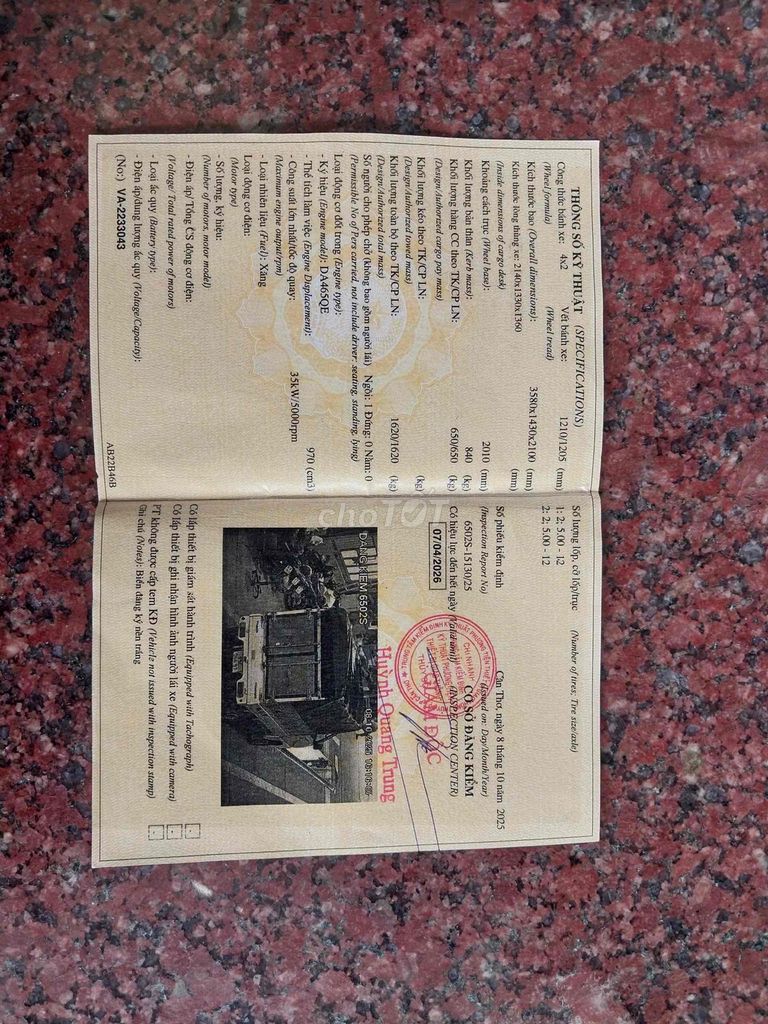 THÔNG SỐ KỸ THUẬT (SPECIFICATIONS)
Công thức bánh xe: 4x2 Vết bánh xe: 1210/1205 (mm)
(Wheel formula) (Wheel tread)
Kích thước bao (Overall dimensions): 3580x1430x2100 (mm)
Kích thước lòng thùng xe: 2140x1330x1360 (mm)
(Inside dimensions of cargo desk)
Khoảng cách trục (Wheel base): 2010 (mm)
Khối lượng bản thân (Kerb mass): 840 (kg)
Khối lượng hàng CC theo TK/CP LN: 650/650 (kg)
(Design/Authorized cargo pay mass)
Khối lượng kéo theo TK/CP LN: (kg)
(Design/Authorized towed mass)
Khối lượng toàn bộ theo TK/CP LN: 1620/1620 (kg)
(Design/Authorized total mass)
Số người cho phép chở (không bao gồm người lái) Ngồi: 1 Đứng: 0 Nằm: 0
(Permissible No of Pers carried, not include driver: seating, standing, lying)
Loại động cơ đốt trong (Engine type):
- Ký hiệu (Engine model): DA465QE
- Thể tích làm việc (Engine Displacement): 970 (cm3)
- Công suất lớn nhất/tốc độ quay: 35kW/5000rpm
(Maximum engine output/rpm)
- Loại nhiên liệu (Fuel): Xăng
Loại động cơ điện:
(Motor type)
- Số lượng, ký hiệu:
(Number of motors, motor model)
- Điện áp/ Tổng CS động cơ điện:
(Voltage/ Total rated power of motors)
- Loại ắc quy (Battery type):
- Điện áp/dung lượng ắc quy (Voltage/Capacity):
(No:) VA-2233043
AB22B46B
Số lượng lốp, cỡ lốp/trục (Number of tires: Tire size/axle)
1: 2; 5.00 - 12
2: 2; 5.00 - 12
Cần Thơ, ngày 8 tháng 10 năm 2025
Số phiếu kiểm định (Issued on: Day/Month/Year)
(Inspection Report No)
6502S-15130/25 CƠ SỞ ĐĂNG KIỂM
Có hiệu lực đến hết ngày (Valid until) (INSPECTION CENTER)
07/04/2026
GIÁM ĐỐC
CHI NHÁNH
Huỳnh Quang Trung
DANG KIEM 6502S
choTỐT
Có lắp thiết bị giám sát hành trình (Equipped with Tachograph)
Có lắp thiết bị ghi nhận hình ảnh người lái xe (Equipped with camera)
PT không được cấp tem KĐ (Vehicle not issued with inspection stamp)
Ghi chú (Notes): Biển đăng ký nền trắng